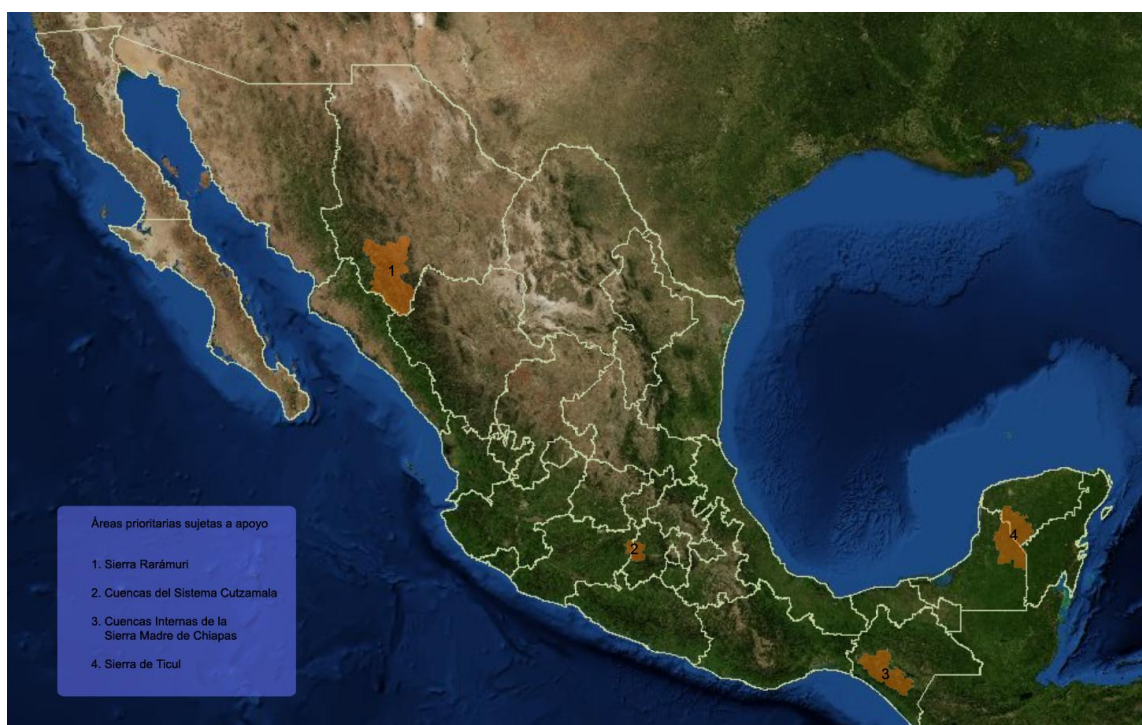 1
2
4
3
Áreas prioritarias sujetas a apoyo
1. Sierra Rarámuri
2. Cuencas del Sistema Cutzamala
3. Cuencas Internas de la
Sierra Madre de Chiapas
4. Sierra de Ticul